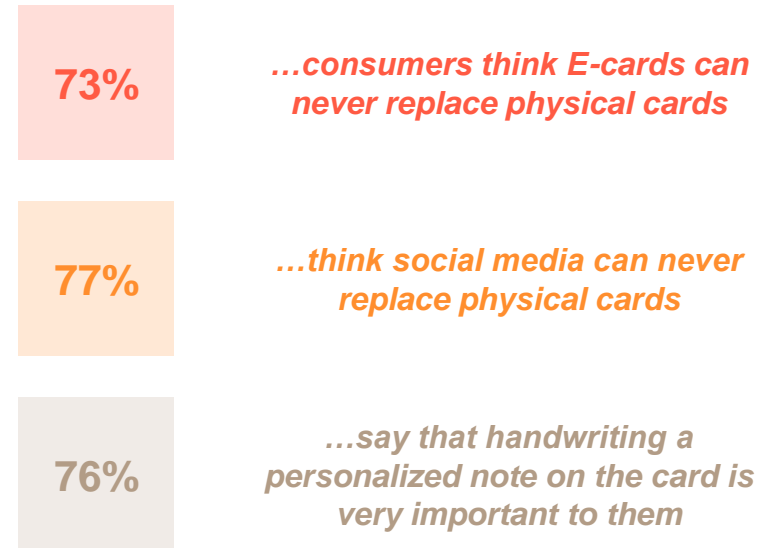 73%
…consumers think E-cards can
never replace physical cards
77%
…think social media can never
replace physical cards
76%
…say that handwriting a
personalized note on the card is
very important to them